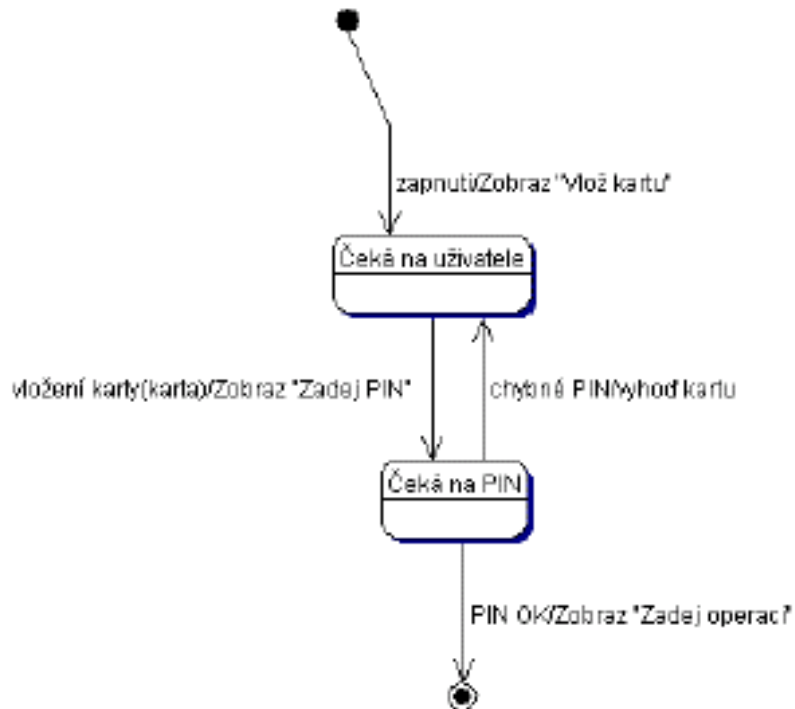 zapnutí/Zobraz "Vlož kartu"
Čeká na uživatele
vložení karty(karta)/Zobraz "Zadej PIN"
chybné PIN/vyhoď kartu
Čeká na PIN
PIN OK/Zobraz "Zadej operaci"